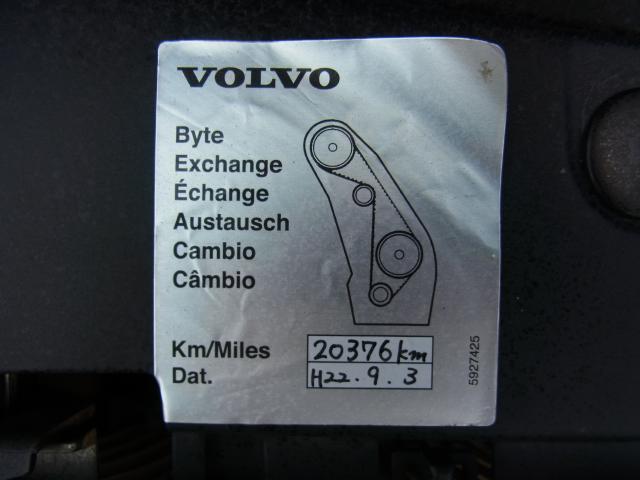 VOLVO
Byte
Exchange
Échange
Austausch
Cambio
Câmbio
Km/Miles 20376km
Dat. H22.9.3
5927425